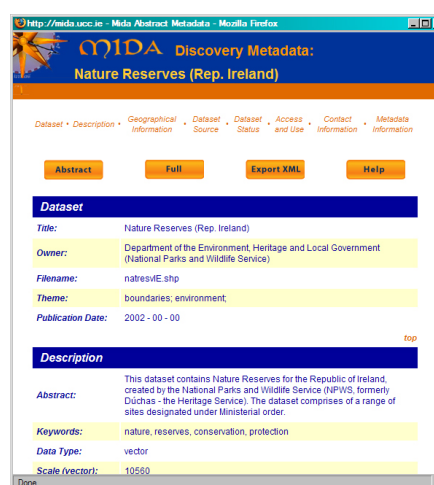 http://mida.ucc.ie - Mida Abstract Metadata - Mozilla Firefox
MIDA Discovery Metadata:
Nature Reserves (Rep. Ireland)
Dataset • Description • Geographical Information • Dataset Source • Dataset Status • Access and Use • Contact Information • Metadata Information
Abstract Full Export XML Help
Dataset
Title: Nature Reserves (Rep. Ireland)
Owner: Department of the Environment, Heritage and Local Government
(National Parks and Wildlife Service)
Filename: natresvIE.shp
Theme: boundaries; environment;
Publication Date: 2002 - 00 - 00
top
Description
Abstract: This dataset contains Nature Reserves for the Republic of Ireland,
created by the National Parks and Wildlife Service (NPWS, formerly
Dúchas - the Heritage Service). The dataset comprises of a range of
sites designated under Ministerial order.
Keywords: nature, reserves, conservation, protection
Data Type: vector
Scale (vector): 10560
Done